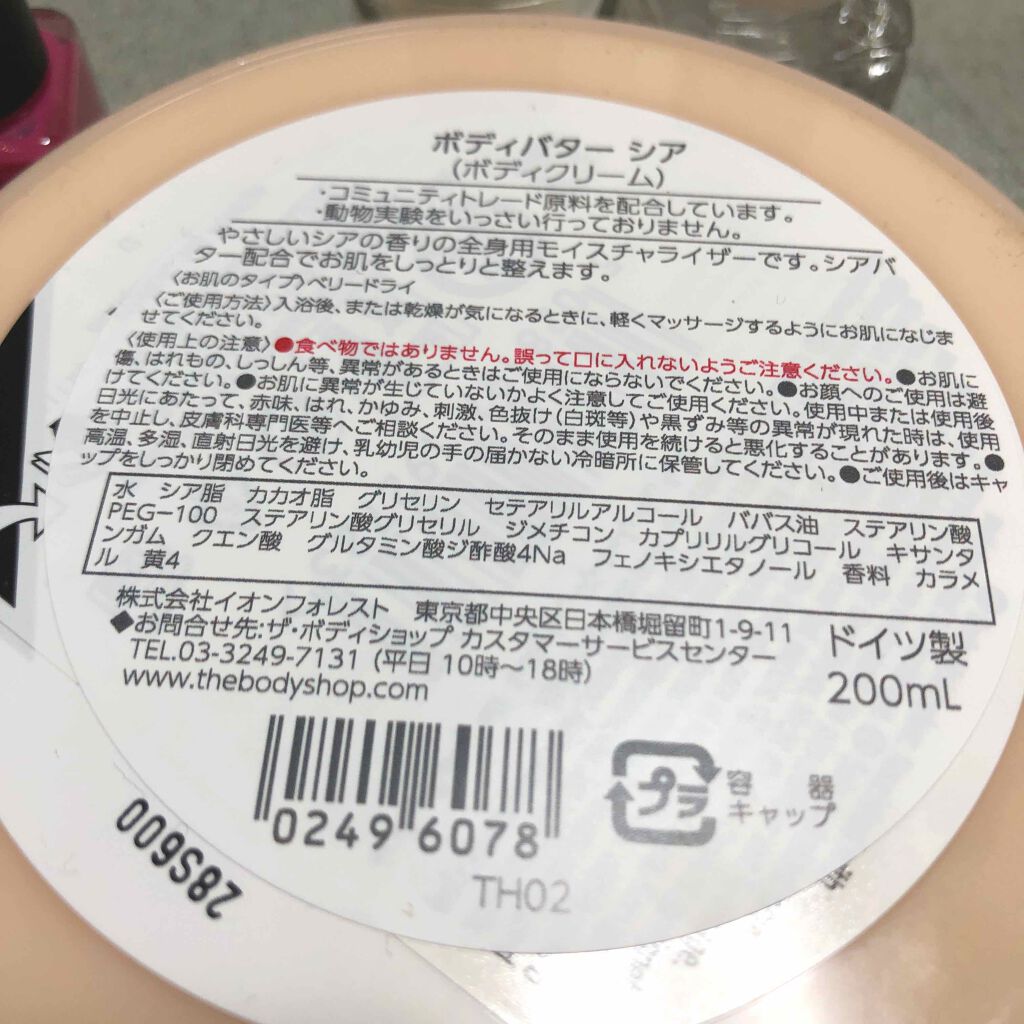 ボディバター シア
(ボディクリーム)
・コミュニティトレード原料を配合しています。
・動物実験をいっさい行っておりません。
やさしいシアの香りの全身用モイスチャライザーです。シアバ
ター配合でお肌をしっとりと整えます。
〈お肌のタイプ〉ベリードライ
〈ご使用方法〉入浴後、または乾燥が気になるときに、軽くマッサージするようにお肌になじま
せてください。
〈使用上の注意〉●食べ物ではありません。誤って口に入れないようご注意ください。●お肌に
傷、はれもの、しっしん等、異常があるときはご使用にならないでください。●お顔へのご使用は避
けてください。●お肌に異常が生じていないかよく注意してご使用ください。使用中または使用後
日光にあたって、赤味、はれ、かゆみ、刺激、色抜け(白斑等)や黒ずみ等の異常が現れた時は、使用
を中止し、皮膚科専門医等へご相談ください。そのまま使用を続けると悪化することがあります。●
高温、多湿、直射日光を避け、乳幼児の手の届かない冷暗所に保管してください。●ご使用後はキャ
ップをしっかり閉めてください。
水 シア脂 カカオ脂 グリセリン セテアリルアルコール ババス油 ステアリン酸
PEG-100 ステアリン酸グリセリル ジメチコン カプリリルグリコール キサンタ
ンガム クエン酸 グルタミン酸ジ酢酸4Na フェノキシエタノール 香料 カラメ
ル 黄4
株式会社イオンフォレスト 東京都中央区日本橋堀留町1-9-11
◆お問合せ先:ザ・ボディショップ カスタマーサービスセンター
TEL.03-3249-7131 (平日 10時～18時)
www.thebodyshop.com
ドイツ製
200mL
0249 6078
プラ
容器
キャップ
TH02
28S600